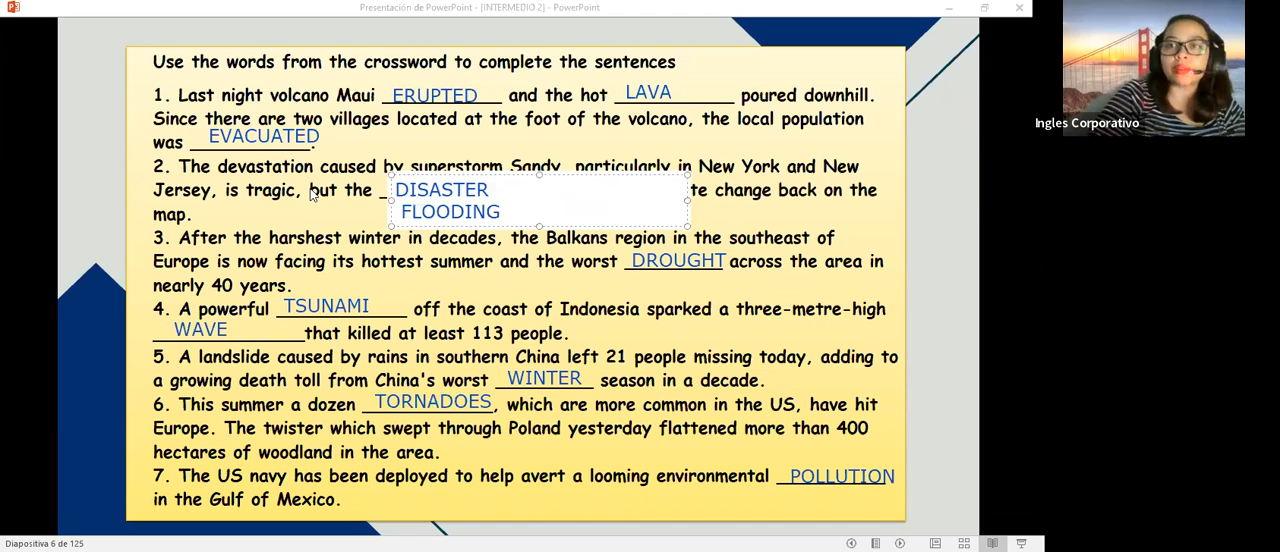 Presentación de PowerPoint - [INTERMEDIO 2] - PowerPoint
Use the words from the crossword to complete the sentences
1. Last night volcano Maui ERUPTED and the hot LAVA poured downhill.
Since there are two villages located at the foot of the volcano, the local population
was EVACUATED.
2. The devastation caused by superstorm Sandy, particularly in New York and New
Jersey, is tragic, but the DISASTER te change back on the
FLOODING
map.
3. After the harshest winter in decades, the Balkans region in the southeast of
Europe is now facing its hottest summer and the worst DROUGHT across the area in
nearly 40 years.
4. A powerful TSUNAMI off the coast of Indonesia sparked a three-metre-high
WAVE that killed at least 113 people.
5. A landslide caused by rains in southern China left 21 people missing today, adding to
a growing death toll from China's worst WINTER season in a decade.
6. This summer a dozen TORNADOES, which are more common in the US, have hit
Europe. The twister which swept through Poland yesterday flattened more than 400
hectares of woodland in the area.
7. The US navy has been deployed to help avert a looming environmental POLLUTION
in the Gulf of Mexico.
Ingles Corporativo
Diapositiva 6 de 125